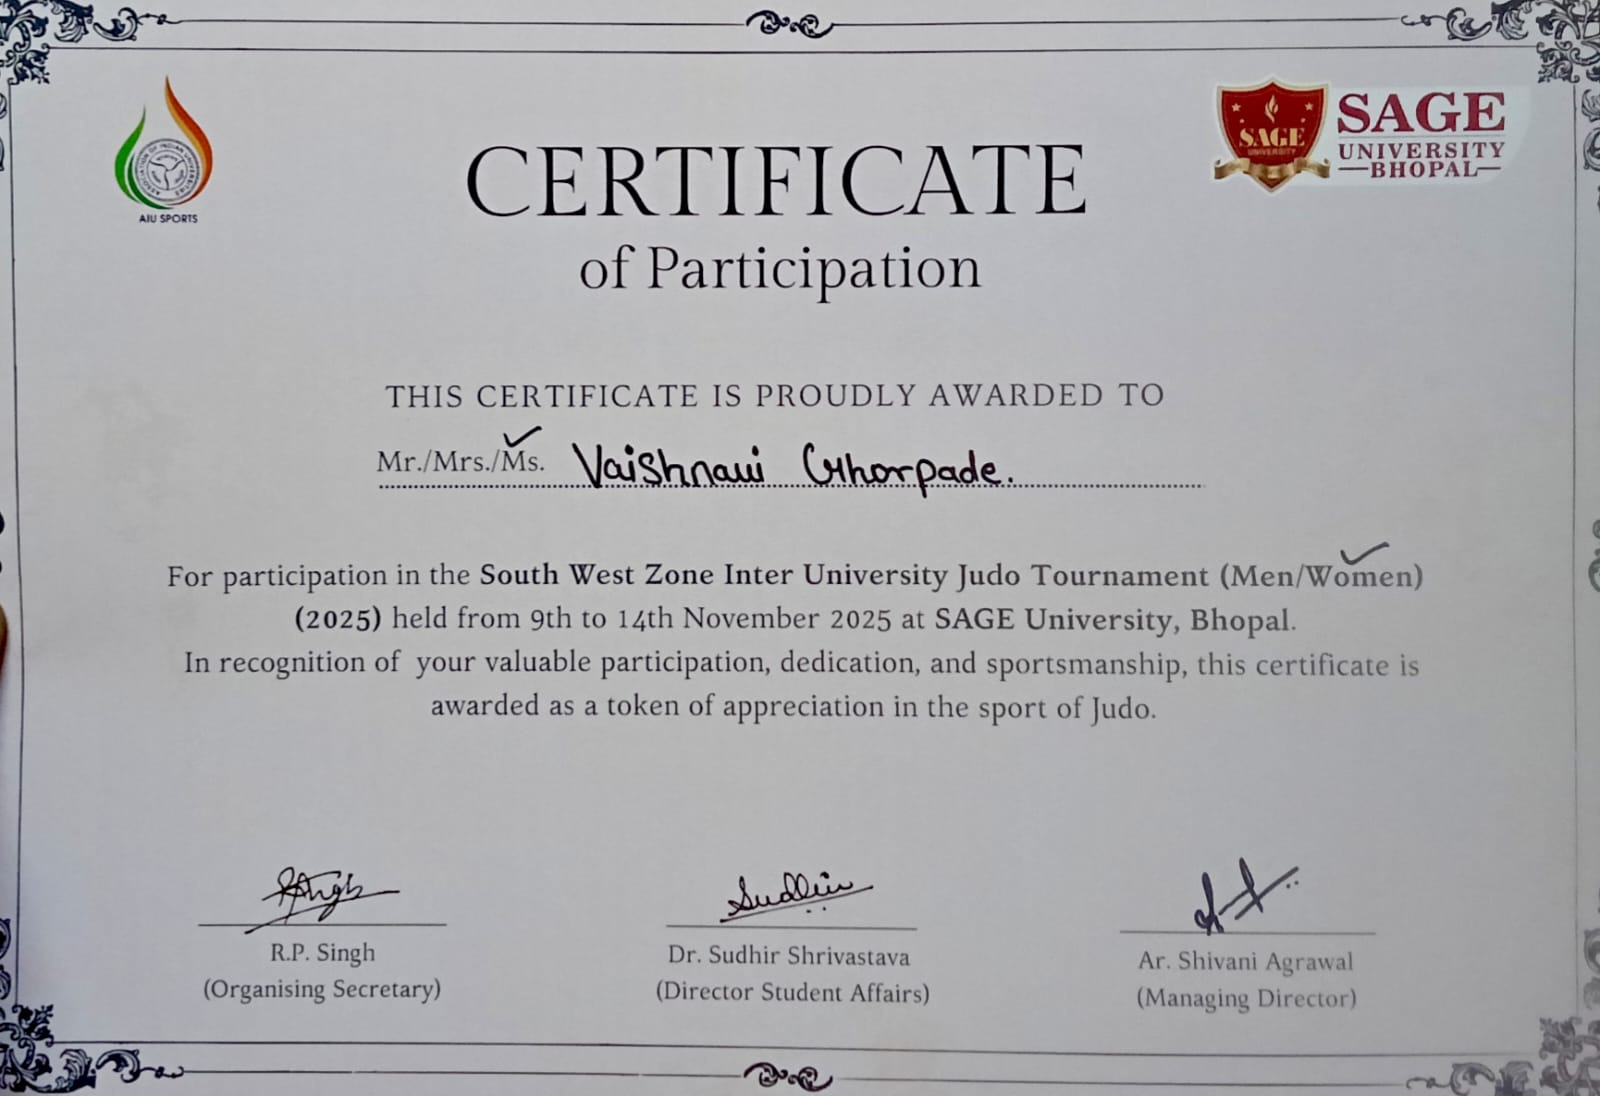 AIU SPORTS
SAGE
UNIVERSITY
SAGE
UNIVERSITY
BHOPAL
CERTIFICATE
of Participation
THIS CERTIFICATE IS PROUDLY AWARDED TO
Mr./Mrs./Ms. Vaishnavi Ghorpade.
For participation in the South West Zone Inter University Judo Tournament (Men/Women)
(2025) held from 9th to 14th November 2025 at SAGE University, Bhopal.
In recognition of your valuable participation, dedication, and sportsmanship, this certificate is
awarded as a token of appreciation in the sport of Judo.
R.P. Singh
(Organising Secretary)
Dr. Sudhir Shrivastava
(Director Student Affairs)
Ar. Shivani Agrawal
(Managing Director)